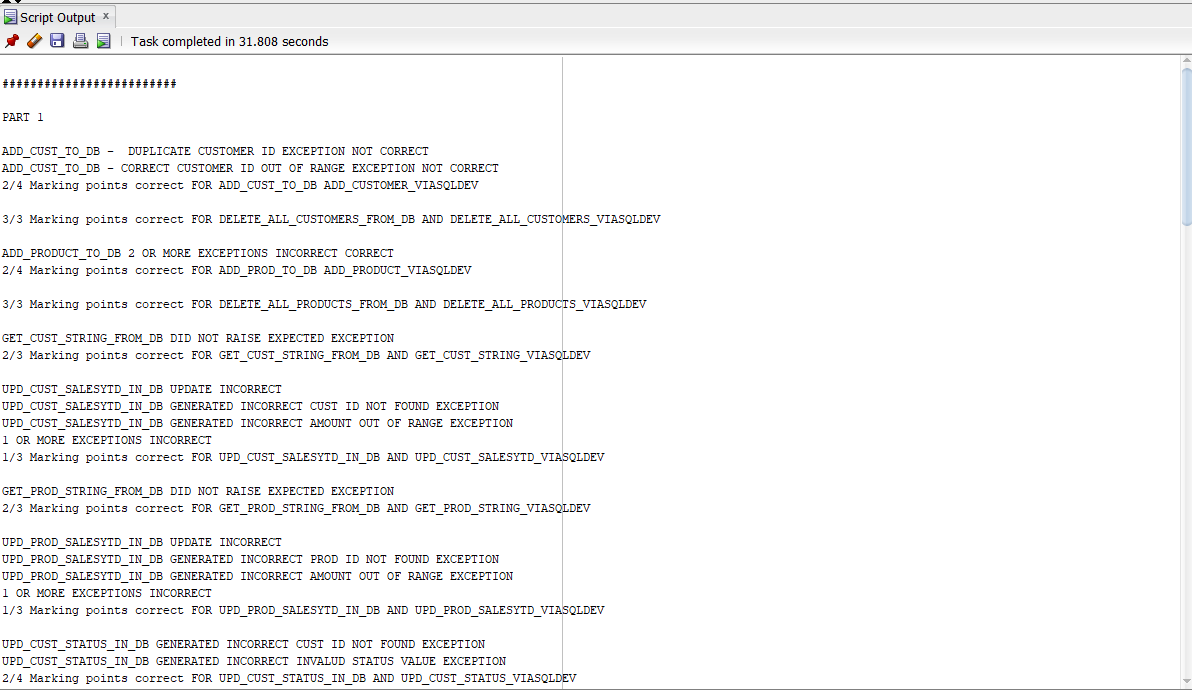 Script Output ×
Task completed in 31.808 seconds
#########################
PART 1
ADD_CUST_TO_DB -  DUPLICATE CUSTOMER ID EXCEPTION NOT CORRECT
ADD_CUST_TO_DB - CORRECT CUSTOMER ID OUT OF RANGE EXCEPTION NOT CORRECT
2/4 Marking points correct FOR ADD_CUST_TO_DB ADD_CUSTOMER_VIASQLDEV
3/3 Marking points correct FOR DELETE_ALL_CUSTOMERS_FROM_DB AND DELETE_ALL_CUSTOMERS_VIASQLDEV
ADD_PRODUCT_TO_DB 2 OR MORE EXCEPTIONS INCORRECT CORRECT
2/4 Marking points correct FOR ADD_PROD_TO_DB ADD_PRODUCT_VIASQLDEV
3/3 Marking points correct FOR DELETE_ALL_PRODUCTS_FROM_DB AND DELETE_ALL_PRODUCTS_VIASQLDEV
GET_CUST_STRING_FROM_DB DID NOT RAISE EXPECTED EXCEPTION
2/3 Marking points correct FOR GET_CUST_STRING_FROM_DB AND GET_CUST_STRING_VIASQLDEV
UPD_CUST_SALESYTD_IN_DB UPDATE INCORRECT
UPD_CUST_SALESYTD_IN_DB GENERATED INCORRECT CUST ID NOT FOUND EXCEPTION
UPD_CUST_SALESYTD_IN_DB GENERATED INCORRECT AMOUNT OUT OF RANGE EXCEPTION
1 OR MORE EXCEPTIONS INCORRECT
1/3 Marking points correct FOR UPD_CUST_SALESYTD_IN_DB AND UPD_CUST_SALESYTD_VIASQLDEV
GET_PROD_STRING_FROM_DB DID NOT RAISE EXPECTED EXCEPTION
2/3 Marking points correct FOR GET_PROD_STRING_FROM_DB AND GET_PROD_STRING_VIASQLDEV
UPD_PROD_SALESYTD_IN_DB UPDATE INCORRECT
UPD_PROD_SALESYTD_IN_DB GENERATED INCORRECT PROD ID NOT FOUND EXCEPTION
UPD_PROD_SALESYTD_IN_DB GENERATED INCORRECT AMOUNT OUT OF RANGE EXCEPTION
1 OR MORE EXCEPTIONS INCORRECT
1/3 Marking points correct FOR UPD_PROD_SALESYTD_IN_DB AND UPD_PROD_SALESYTD_VIASQLDEV
UPD_CUST_STATUS_IN_DB GENERATED INCORRECT CUST ID NOT FOUND EXCEPTION
UPD_CUST_STATUS_IN_DB GENERATED INCORRECT INVALUD STATUS VALUE EXCEPTION
2/4 Marking points correct FOR UPD_CUST_STATUS_IN_DB AND UPD_CUST_STATUS_VIASQLDEV